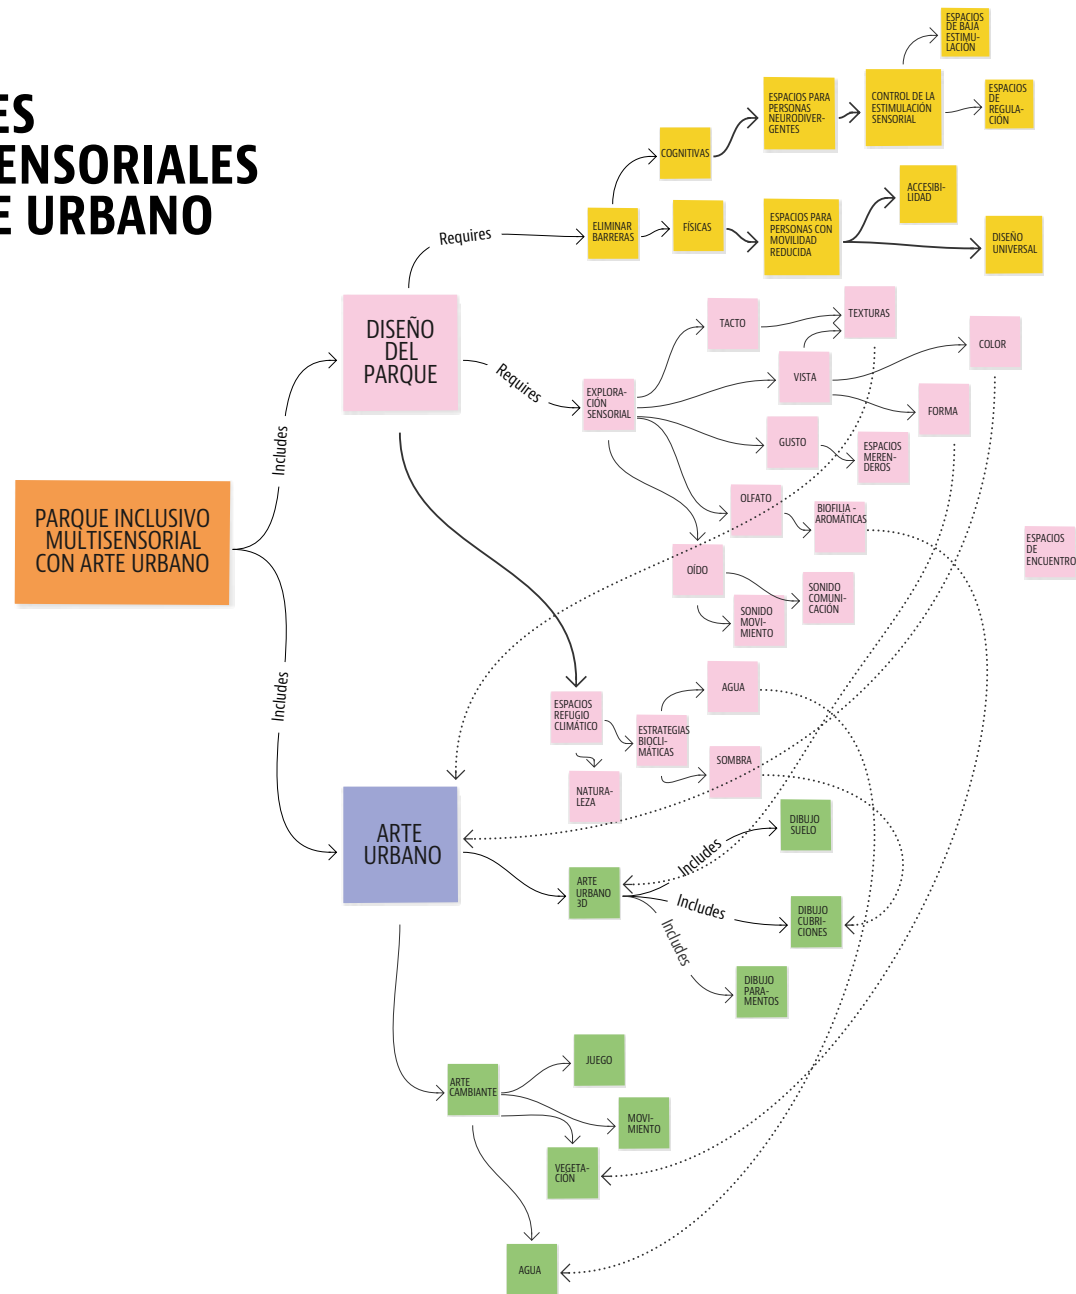 ES
ENSORIALES
E URBANO
ESPACIOS
DE BAJA
ESTIMU-
LACIÓN
ESPACIOS PARA
PERSONAS
NEURODIVER-
GENTES
CONTROL DE LA
ESTIMULACIÓN
SENSORIAL
ESPACIOS
DE
REGULA-
CIÓN
COGNITIVAS
ELIMINAR
BARRERAS
FÍSICAS
ESPACIOS PARA
PERSONAS CON
MOVILIDAD
REDUCIDA
ACCESIBI-
LIDAD
DISEÑO
UNIVERSAL
Requires
DISEÑO
DEL
PARQUE
Requires
EXPLORA-
CIÓN
SENSORIAL
TACTO
TEXTURAS
VISTA
COLOR
FORMA
GUSTO
ESPACIOS
MEREN-
DEROS
OLFATO
BIOFILIA -
AROMÁTICAS
OÍDO
SONIDO
COMUNI-
CACIÓN
SONIDO
MOVI-
MIENTO
ESPACIOS
DE
ENCUENTRO
Includes
PARQUE INCLUSIVO
MULTISENSORIAL
CON ARTE URBANO
Includes
ESPACIOS
REFUGIO
CLIMÁTICO
ESTRATEGIAS
BIOCLI-
MÁTICAS
AGUA
SOMBRA
NATURA-
LEZA
ARTE
URBANO
ARTE
URBANO
3D
Includes
DIBUJO
SUELO
Includes
DIBUJO
CUBRI-
CIONES
Includes
DIBUJO
PARA-
MENTOS
ARTE
CAMBIANTE
JUEGO
MOVI-
MIENTO
VEGETA-
CIÓN
AGUA